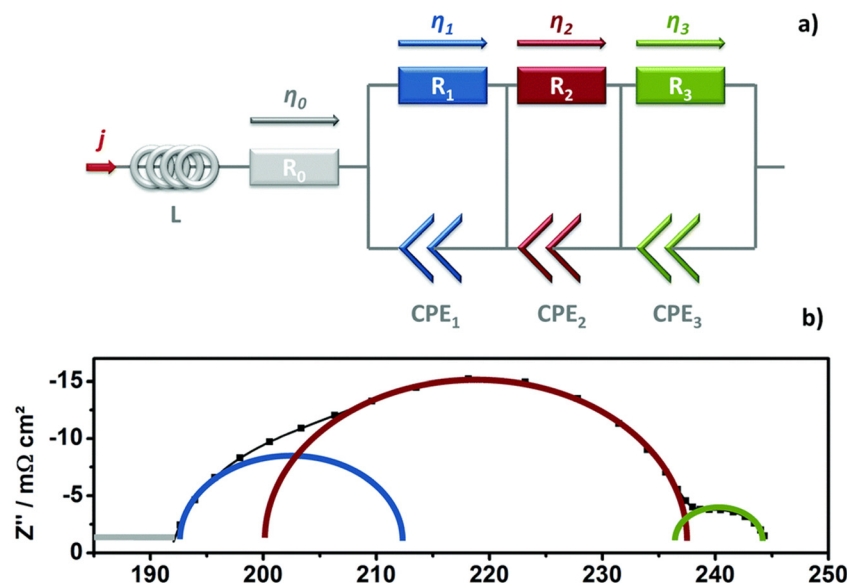 η1 η2 η3 a)
R1 R2 R3
η0
j
R0
L
CPE1 CPE2 CPE3
b)
Z'' / mΩ cm²
-15
-10
-5
0
190 200 210 220 230 240 250